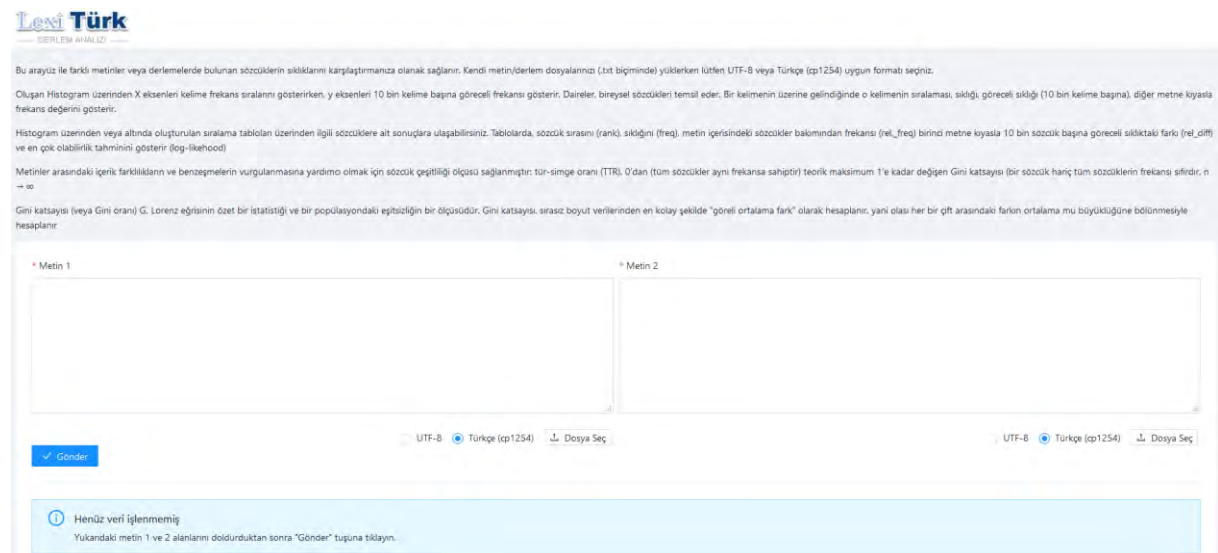 Lexi Türk
DERLEM ANALİZİ
Bu arayüz ile farklı metinler veya derlemelerde bulunan sözcüklerin sıklıklarını karşılaştırmanıza olanak sağlanır. Kendi metin/derlem dosyalarınızı (.txt biçiminde) yüklerken lütfen UTF-8 veya Türkçe (cp1254) uygun formatı seçiniz.
Oluşan Histogram üzerinden X eksenleri kelime frekans sıralarını gösterirken, y eksenleri 10 bin kelime başına göreceli frekansı gösterir. Daireler, bireysel sözcükleri temsil eder. Bir kelimenin üzerine gelindiğinde o kelimenin sıralaması, sıklığı, göreceli sıklığı (10 bin kelime başına), diğer metne kıyasla
frekans değerini gösterir.
Histogram üzerinden veya altında oluşturulan sıralama tabloları üzerinden ilgili sözcüklere ait sonuçlara ulaşabilirsiniz. Tablolarda, sözcük sırasını (rank), sıklığını (freq), metin içerisindeki sözcükler bakımından frekansı (rel_freq) birinci metne kıyasla 10 bin sözcük başına göreceli sıklıktaki farkı (rel_diff)
ve en çok olabilirlik tahminini gösterir (log-likehood)
Metinler arasındaki içerik farklılıkların ve benzeşmelerin vurgulanmasına yardımcı olmak için sözcük çeşitliliği ölçüsü sağlanmıştır: tür-simge oranı (TTR), 0'dan (tüm sözcükler aynı frekansa sahiptir) teorik maksimum 1'e kadar değişen Gini katsayısı (bir sözcük hariç tüm sözcüklerin frekansı sıfırdır, n
→ ∞
Gini katsayısı (veya Gini oranı) G, Lorenz eğrisinin özet bir istatistiği ve bir popülasyondaki eşitsizliğin bir ölçüsüdür. Gini katsayısı, sırasız boyut verilerinden en kolay şekilde "göreli ortalama fark" olarak hesaplanır, yani olası her bir çift arasındaki farkın ortalama mu büyüklüğüne bölünmesiyle
hesaplanır
* Metin 1
* Metin 2
UTF-8 Türkçe (cp1254) Dosya Seç
UTF-8 Türkçe (cp1254) Dosya Seç
Gönder
Henüz veri işlenmemiş
Yukarıdaki metin 1 ve 2 alanlarını doldurduktan sonra "Gönder" tuşuna tıklayın.